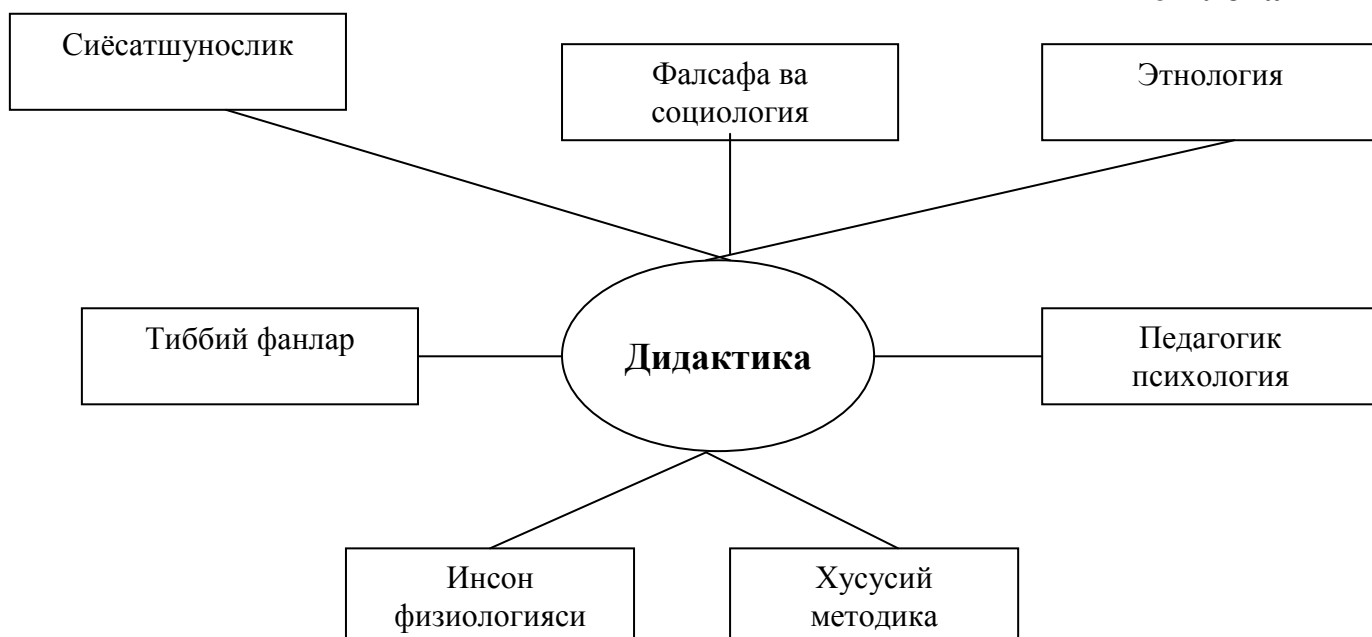 Сиёсатшунослик
Фалсафа ва
социология
Этнология
Тиббий фанлар
Дидактика
Педагогик
психология
Инсон
физиологияси
Хусусий
методика